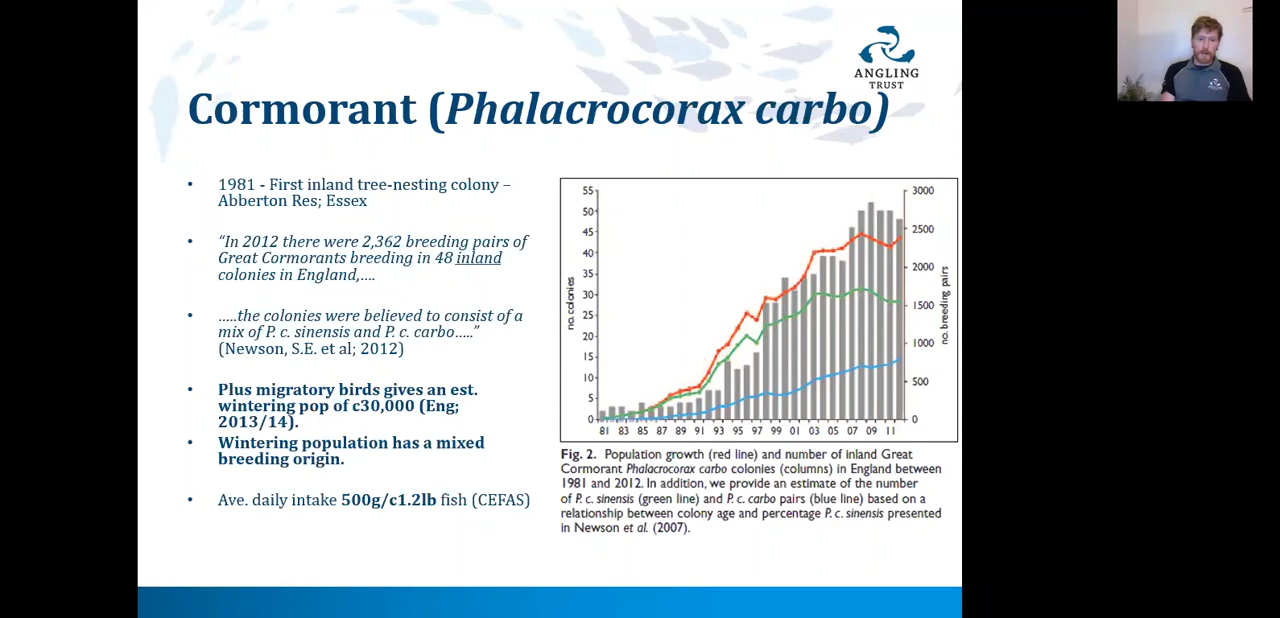 ANGLING
TRUST
Cormorant (Phalacrocorax carbo)
• 1981 - First inland tree-nesting colony –
Abberton Res; Essex
• “In 2012 there were 2,362 breeding pairs of
Great Cormorants breeding in 48 inland
colonies in England,….
• …..the colonies were believed to consist of a
mix of P. c. sinensis and P. c. carbo…..”
(Newson, S.E. et al; 2012)
• Plus migratory birds gives an est.
wintering pop of c30,000 (Eng;
2013/14).
• Wintering population has a mixed
breeding origin.
• Ave. daily intake 500g/c1.2lb fish (CEFAS)
no. colonies
55
50
45
40
35
30
25
20
15
10
5
0
3000
2500
2000
1500
1000
500
0
no. breeding pairs
81 83 85 87 89 91 93 95 97 99 01 03 05 07 09 11
Fig. 2. Population growth (red line) and number of inland Great
Cormorant Phalacrocorax carbo colonies (columns) in England between
1981 and 2012. In addition, we provide an estimate of the number
of P. c. sinensis (green line) and P. c. carbo pairs (blue line) based on a
relationship between colony age and percentage P. c. sinensis presented
in Newson et al. (2007).